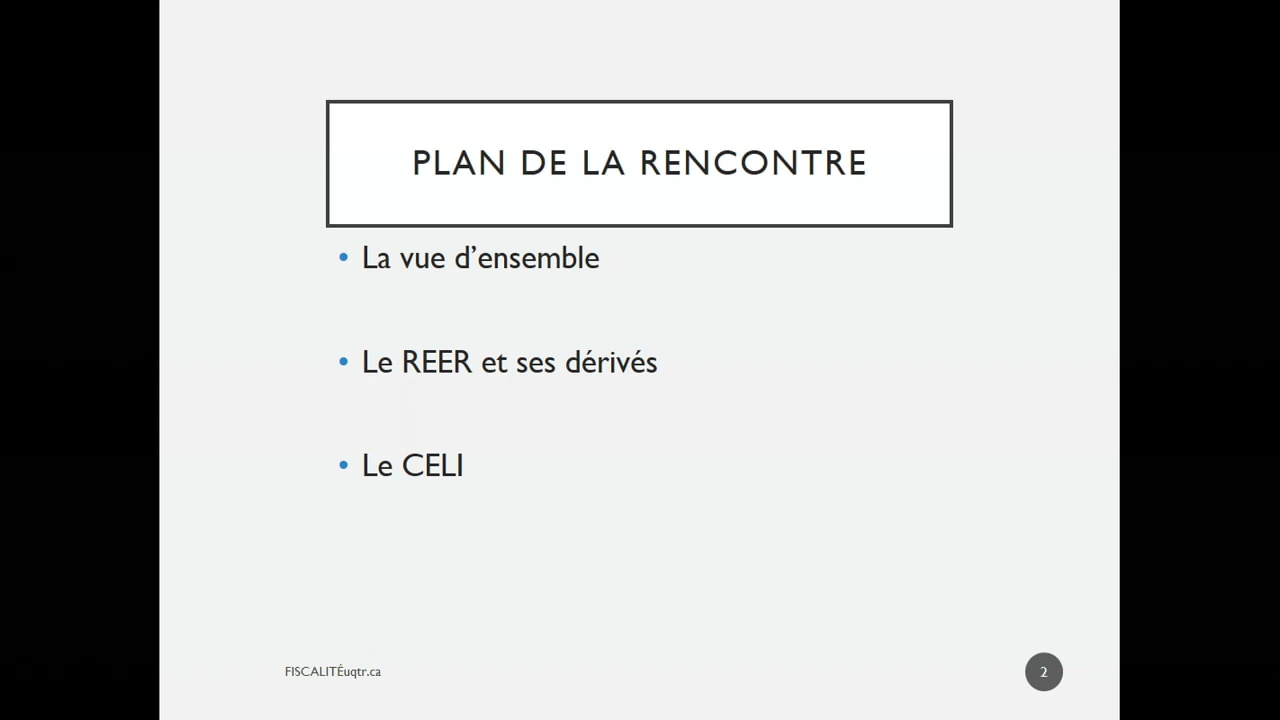 PLAN DE LA RENCONTRE
• La vue d’ensemble
• Le REER et ses dérivés
• Le CELI
FISCALITÉuqtr.ca
2